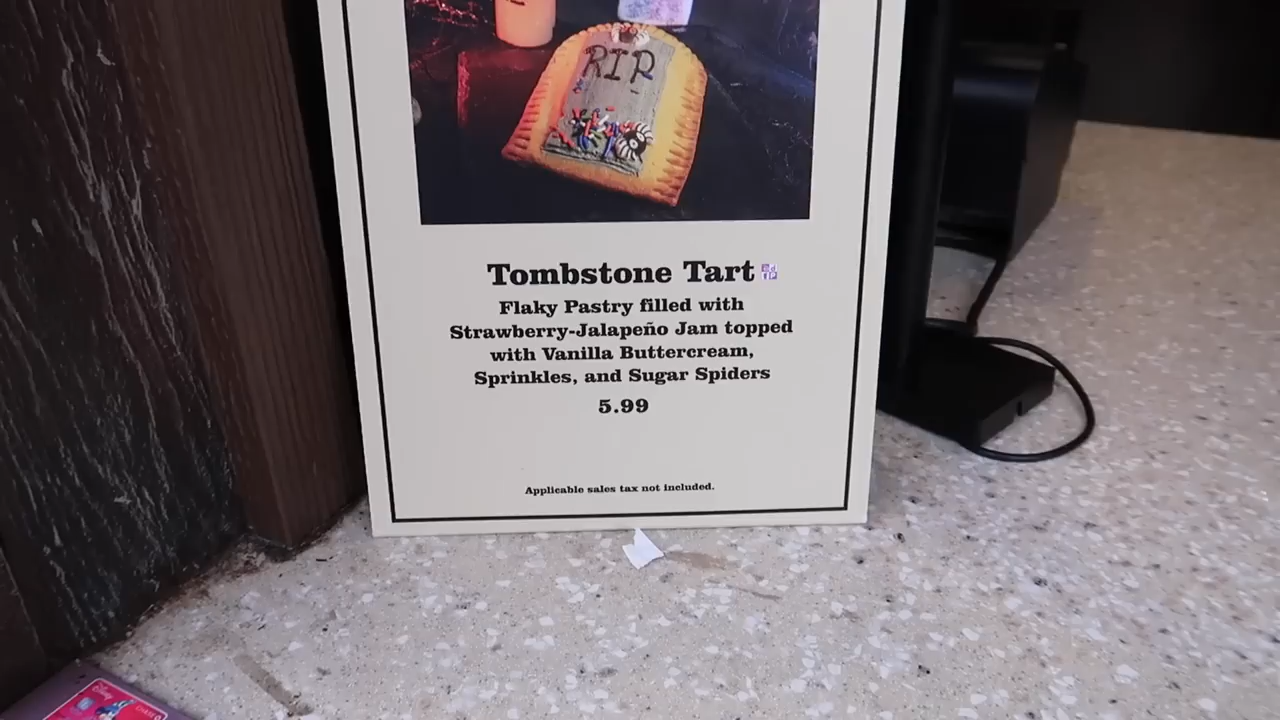 RIP
Tombstone Tart
Flaky Pastry filled with
Strawberry-Jalapeño Jam topped
with Vanilla Buttercream,
Sprinkles, and Sugar Spiders
5.99
Applicable sales tax not included.
Disney